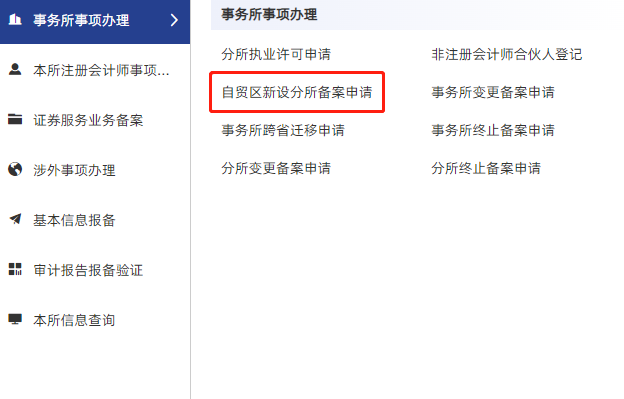 事务所事项办理
本所注册会计师事项...
证券服务业务备案
涉外事项办理
基本信息报备
审计报告报备验证
本所信息查询
事务所事项办理
分所执业许可申请
非注册会计师合伙人登记
自贸区新设分所备案申请
事务所变更备案申请
事务所跨省迁移申请
事务所终止备案申请
分所变更备案申请
分所终止备案申请